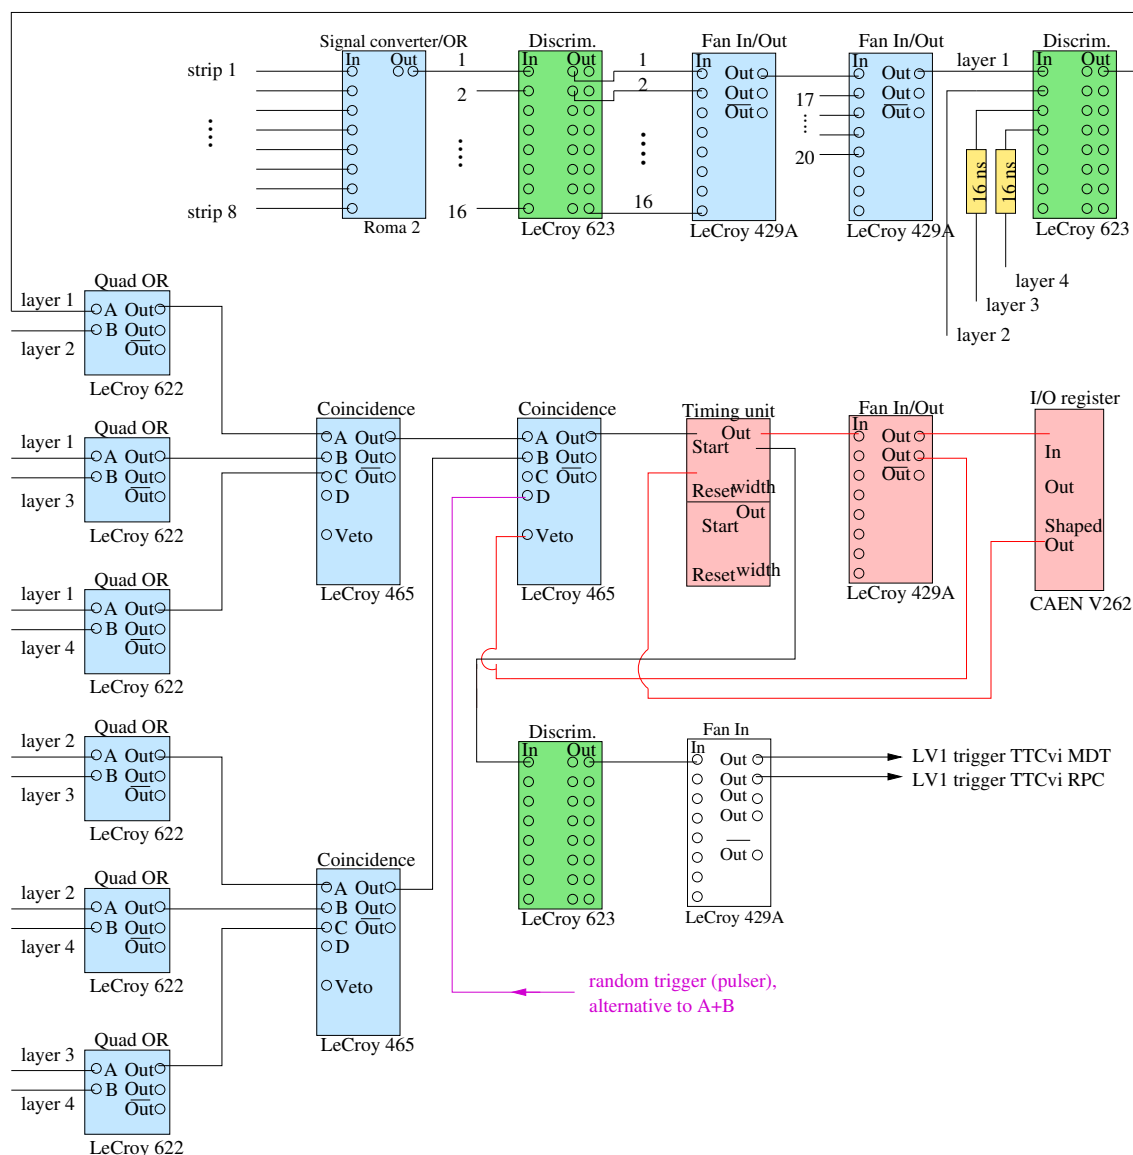 Signal converter/OR
Discrim.
Fan In/Out
Fan In/Out
Discrim.
strip 1
In
Out
1
In
Out
1
In
Out
In
Out
layer 1
In
Out
2
2
Out
Out
17
Out
Out
20
strip 8
16
16
16 ns
16 ns
Roma 2
LeCroy 623
LeCroy 429A
LeCroy 429A
LeCroy 623
layer 4
layer 3
layer 2
Quad OR
layer 1
A Out
B Out
Out
layer 2
LeCroy 622
Quad OR
layer 1
A Out
B Out
Out
layer 3
LeCroy 622
Quad OR
layer 1
A Out
B Out
Out
layer 4
LeCroy 622
Coincidence
A Out
B Out
C Out
D
Veto
LeCroy 465
Coincidence
A Out
B Out
C Out
D
Veto
LeCroy 465
Timing unit
Out
Start
Reset
width
Out
Start
Reset
width
Fan In/Out
In
Out
Out
Out
LeCroy 429A
I/O register
In
Out
Shaped
Out
CAEN V262
Quad OR
layer 2
A Out
B Out
Out
layer 3
LeCroy 622
Quad OR
layer 2
A Out
B Out
Out
layer 4
LeCroy 622
Quad OR
layer 3
A Out
B Out
Out
layer 4
LeCroy 622
Coincidence
A Out
B Out
C Out
D
Veto
LeCroy 465
Discrim.
In
Out
LeCroy 623
Fan In
In
Out
Out
Out
Out
Out
LeCroy 429A
LV1 trigger TTCvi MDT
LV1 trigger TTCvi RPC
random trigger (pulser),
alternative to A+B